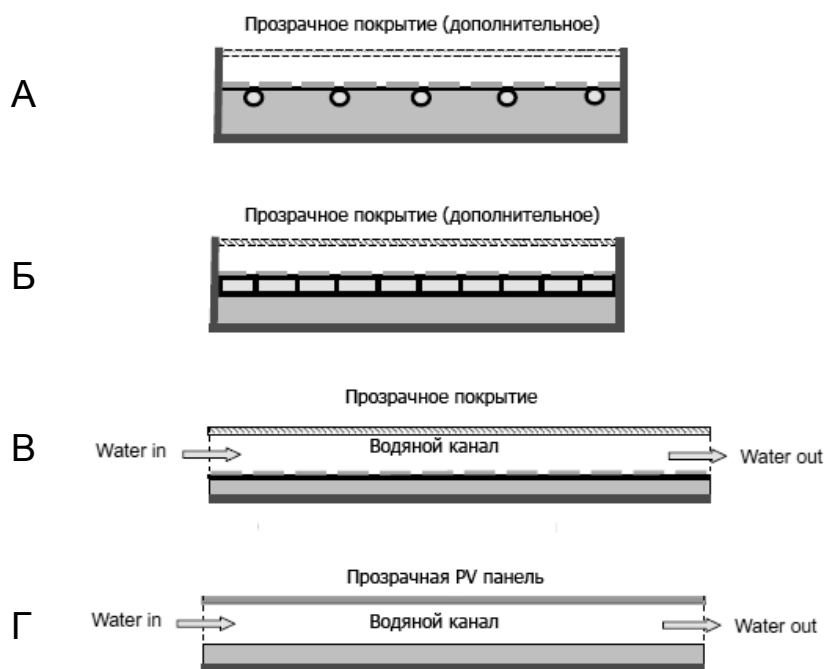 Прозрачное покрытие (дополнительное)
А
Прозрачное покрытие (дополнительное)
Б
Прозрачное покрытие
В
Water in
Водяной канал
Water out
Прозрачная PV панель
Г
Water in
Водяной канал
Water out